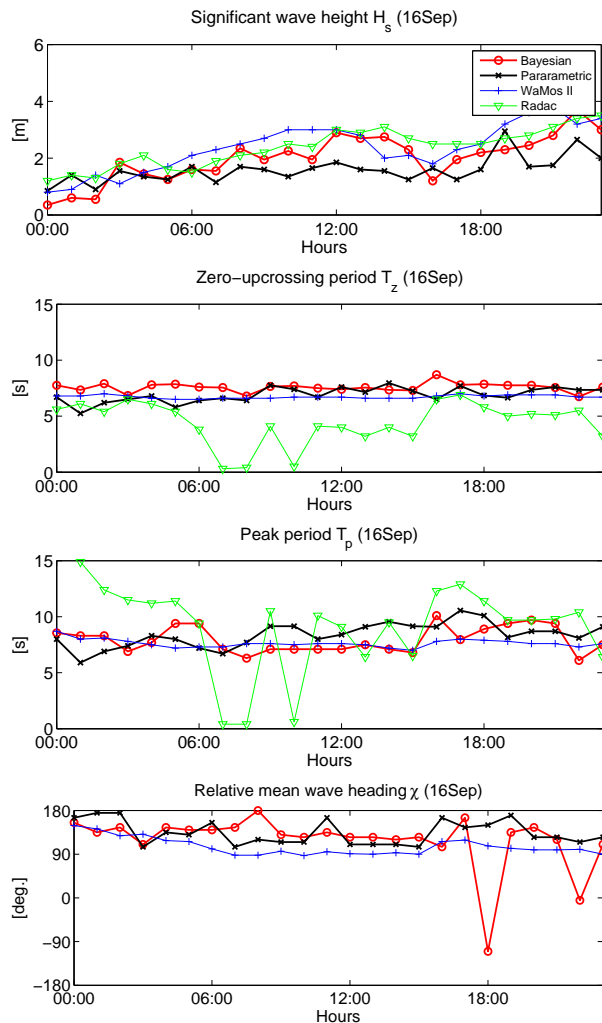 Significant wave height H_s (16Sep)
6
4
2
0
[m]
Bayesian
Pararametric
WaMos II
Radac
00:00 06:00 12:00 18:00
Hours
Zero−upcrossing period T_z (16Sep)
15
10
5
0
[s]
00:00 06:00 12:00 18:00
Hours
Peak period T_p (16Sep)
15
10
5
0
[s]
00:00 06:00 12:00 18:00
Hours
Relative mean wave heading χ (16Sep)
180
90
0
−90
−180
[deg.]
00:00 06:00 12:00 18:00
Hours